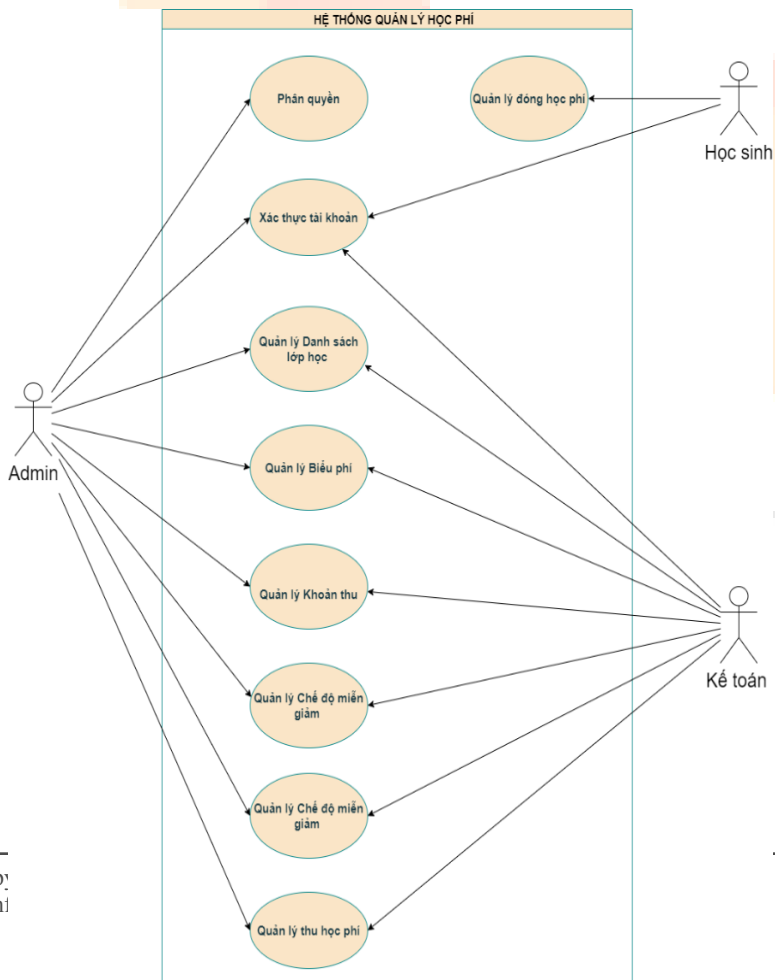 HỆ THỐNG QUẢN LÝ HỌC PHÍ
Phân quyền
Quản lý đóng học phí
Học sinh
Xác thực tài khoản
Quản lý Danh sách
lớp học
Admin
Quản lý Biểu phí
Quản lý Khoản thu
Kế toán
Quản lý Chế độ miễn
giảm
Quản lý Chế độ miễn
giảm
Quản lý thu học phí